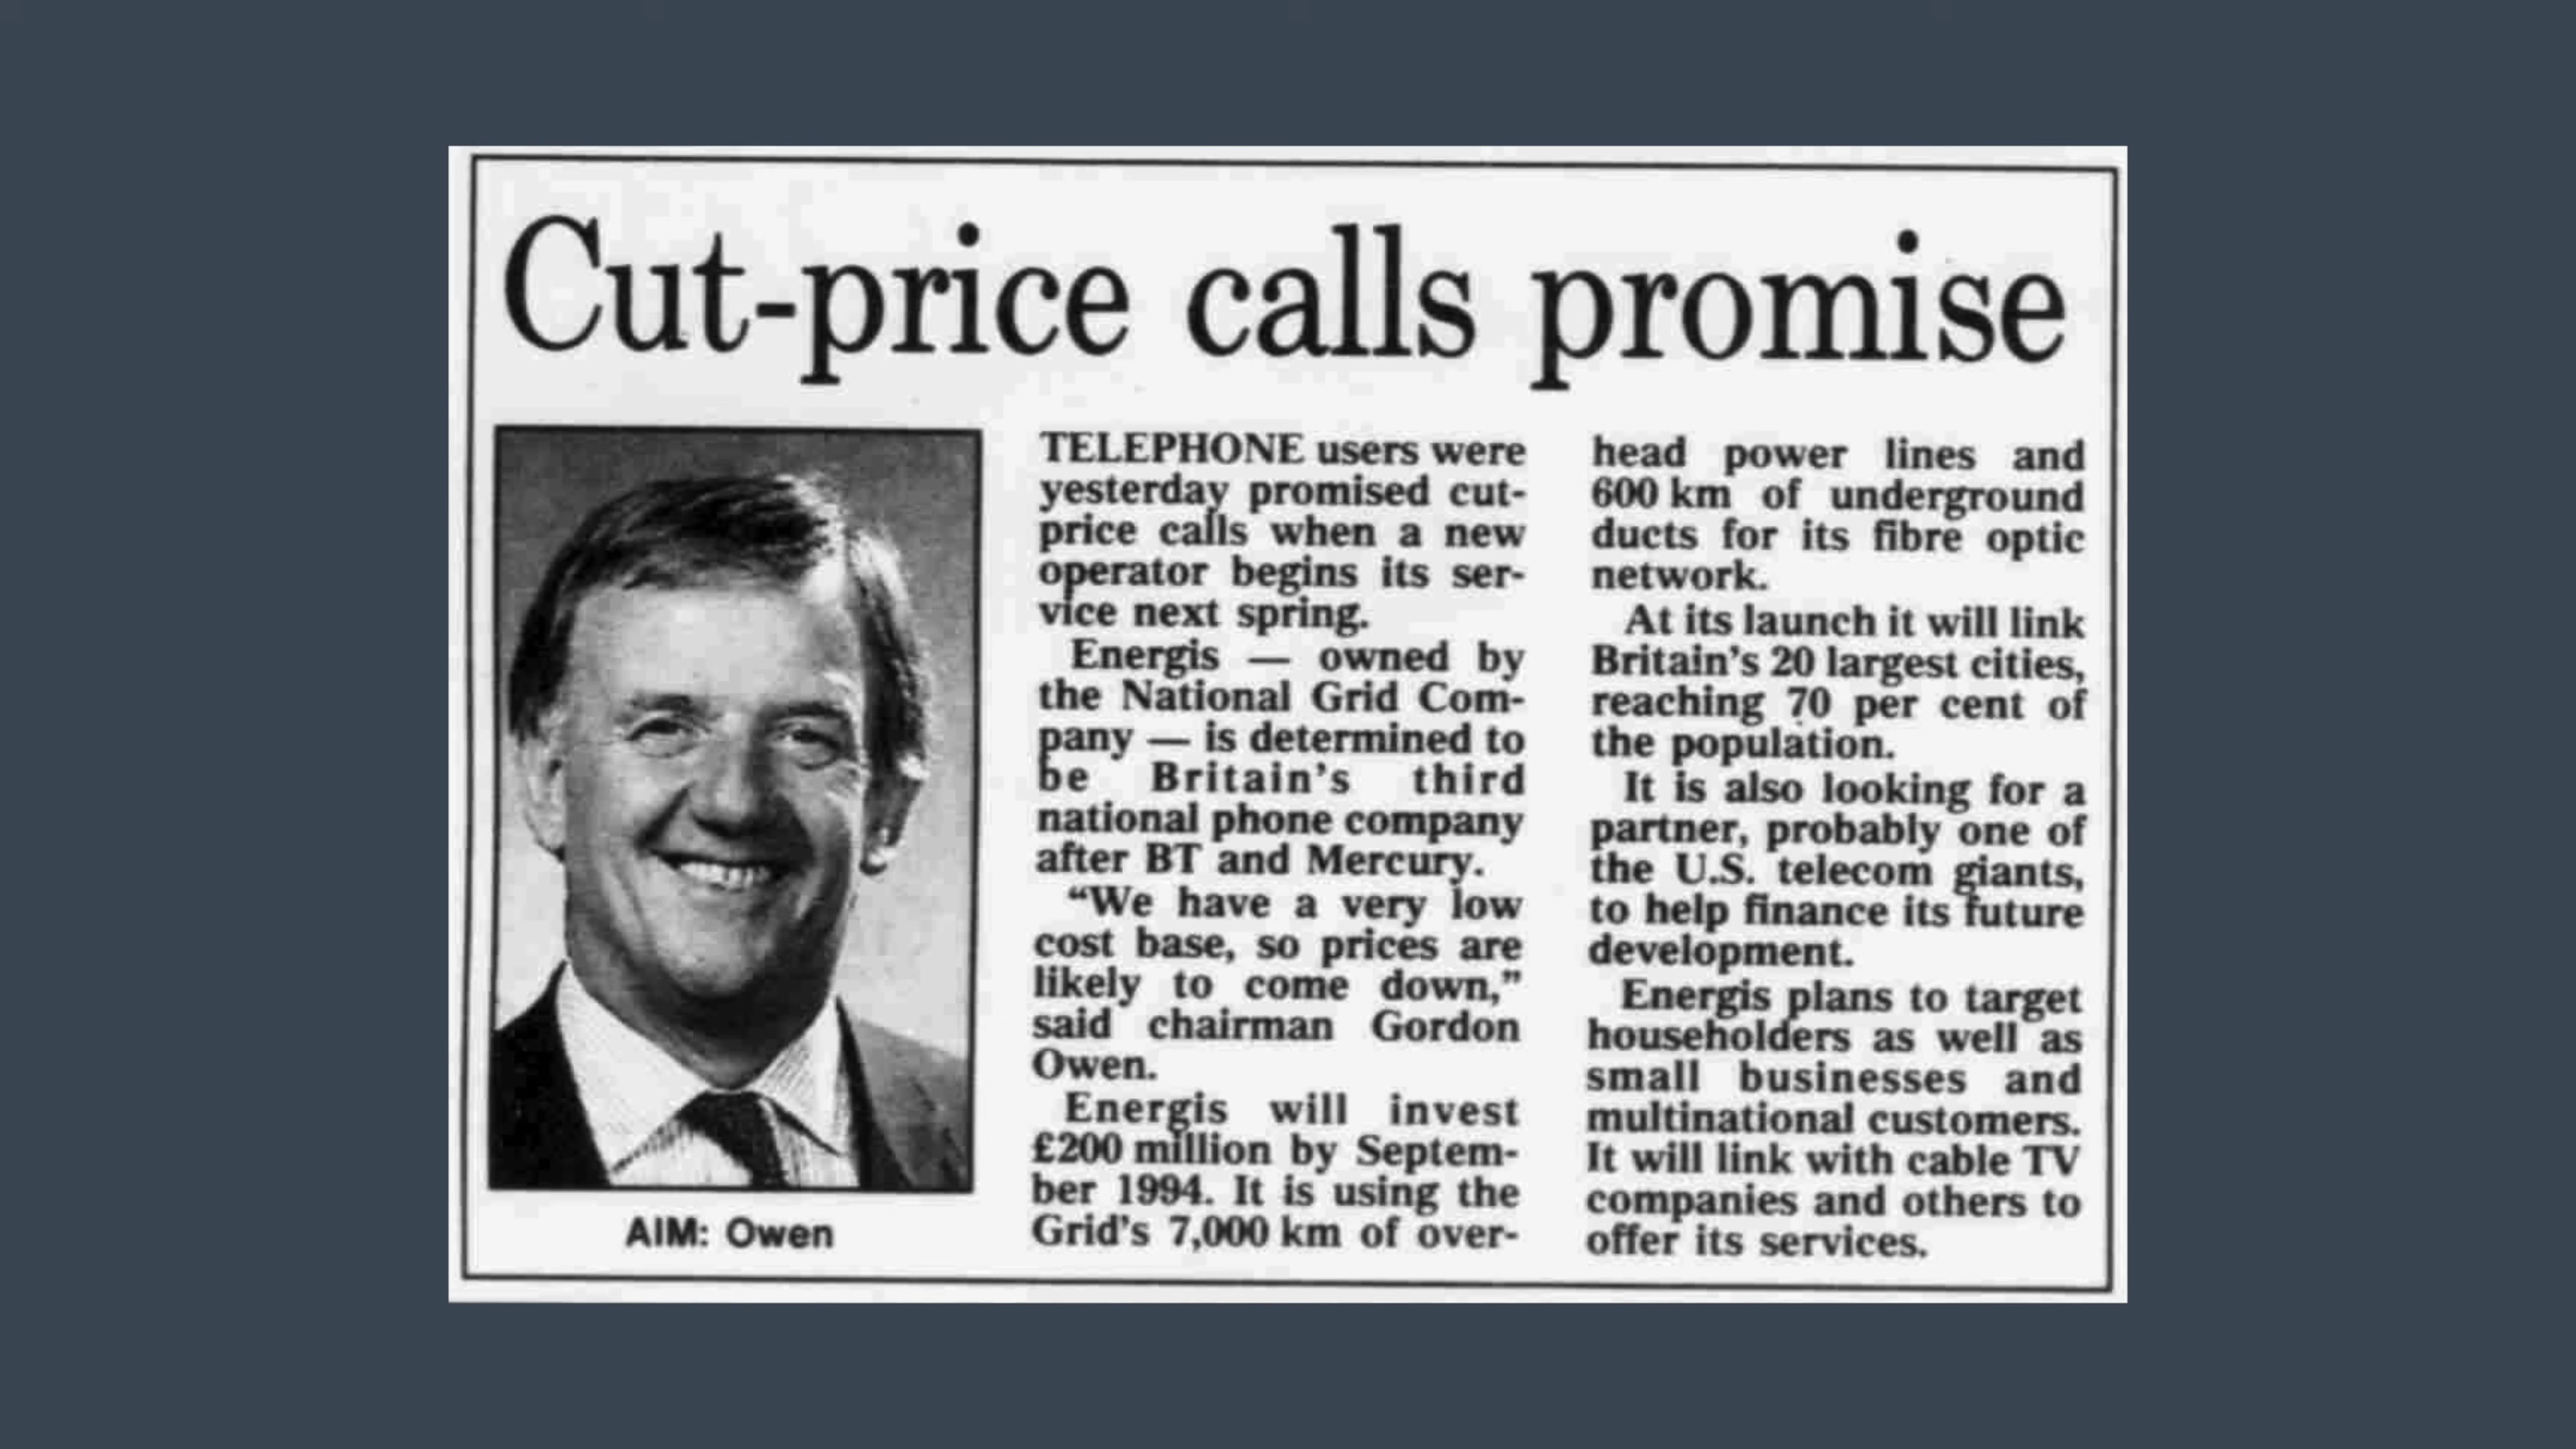 Cut-price calls promise
AIM: Owen
TELEPHONE users were
yesterday promised cut-
price calls when a new
operator begins its ser-
vice next spring.
Energis — owned by
the National Grid Com-
pany — is determined to
be Britain's third
national phone company
after BT and Mercury.
“We have a very low
cost base, so prices are
likely to come down,”
said chairman Gordon
Owen.
Energis will invest
£200 million by Septem-
ber 1994. It is using the
Grid's 7,000 km of over-
head power lines and
600 km of underground
ducts for its fibre optic
network.
At its launch it will link
Britain's 20 largest cities,
reaching 70 per cent of
the population.
It is also looking for a
partner, probably one of
the U.S. telecom giants,
to help finance its future
development.
Energis plans to target
householders as well as
small businesses and
multinational customers.
It will link with cable TV
companies and others to
offer its services.